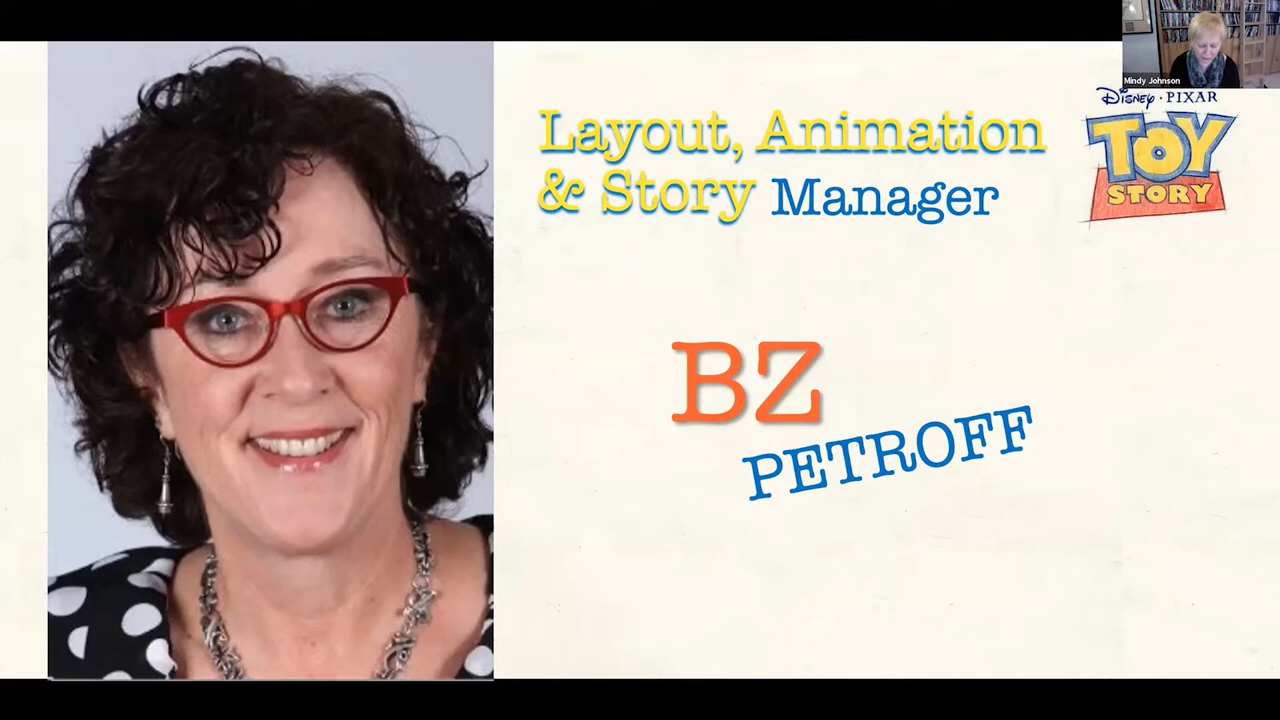 Mindy Johnson
Disney · PIXAR
TOY
STORY
Layout, Animation
& Story Manager
BZ
PETROFF